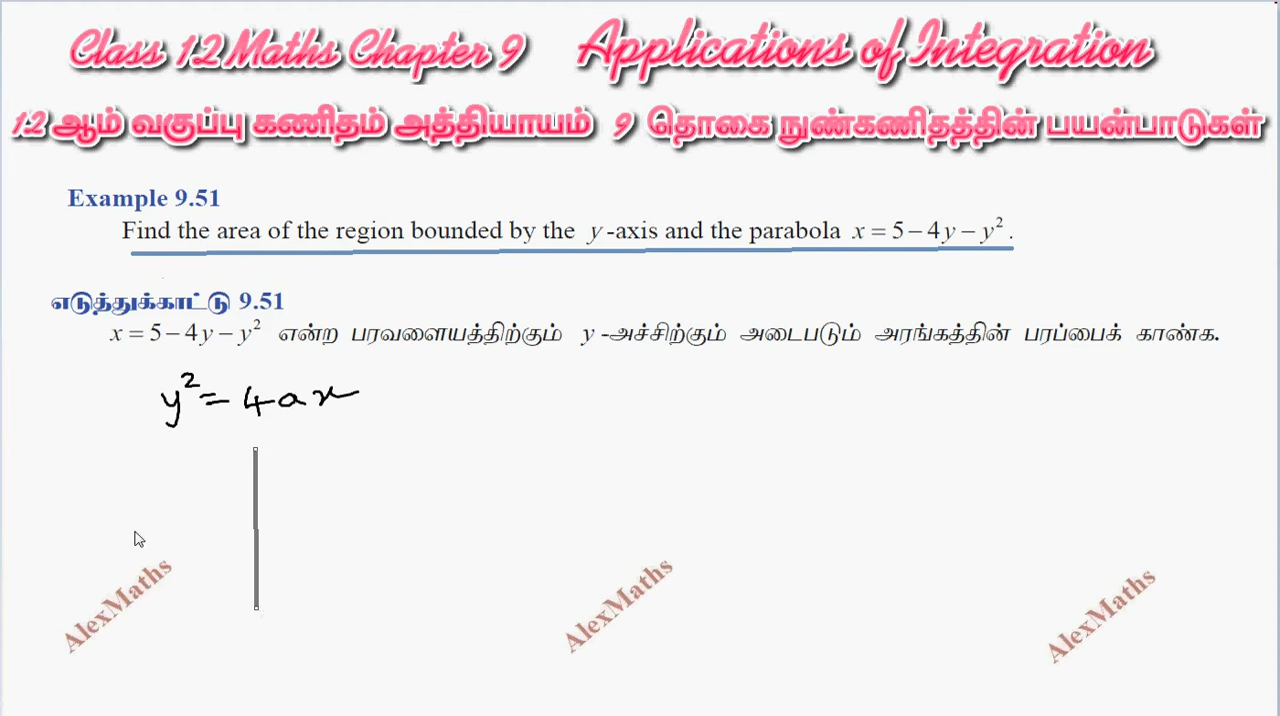 Class 12 Maths Chapter 9 Applications of Integration
12 ஆம் வகுப்பு கணிதம் அத்தியாயம் 9 தொகை நுண்கணிதத்தின் பயன்பாடுகள்
Example 9.51
Find the area of the region bounded by the y-axis and the parabola x = 5 − 4y − y².
எடுத்துக்காட்டு 9.51
x = 5 − 4y − y² என்ற பரவளையத்திற்கும் y -அச்சிற்கும் அடைபடும் அரங்கத்தின் பரப்பைக் காண்க.
y² = 4ax
AlexMaths AlexMaths AlexMaths